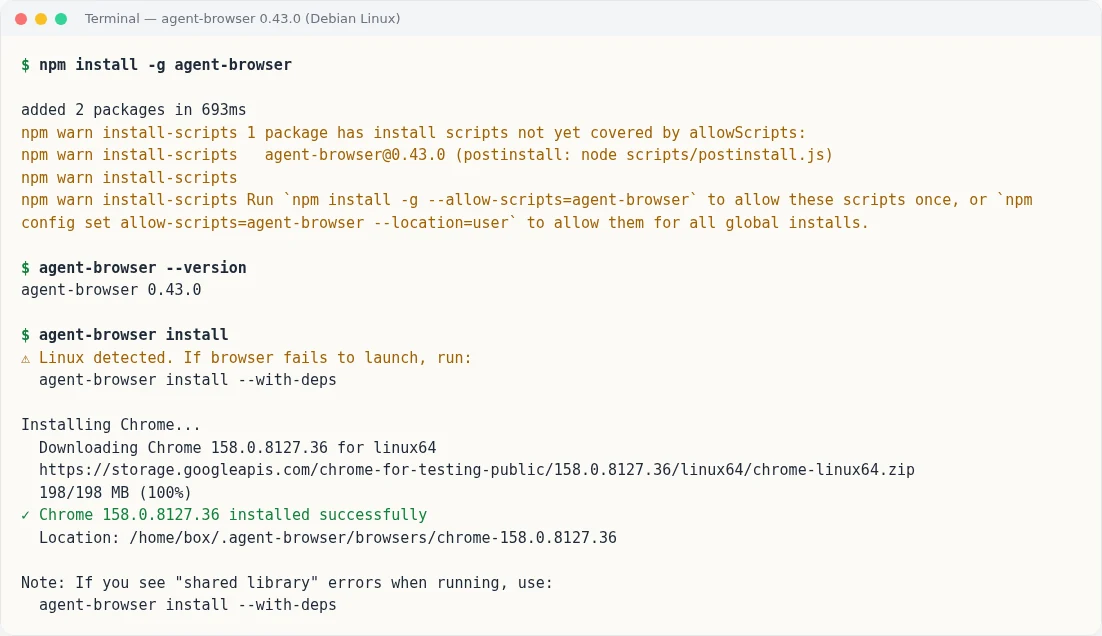 Terminal — agent-browser 0.43.0 (Debian Linux)
$ npm install -g agent-browser
added 2 packages in 693ms
npm warn install-scripts 1 package has install scripts not yet covered by allowScripts:
npm warn install-scripts   agent-browser@0.43.0 (postinstall: node scripts/postinstall.js)
npm warn install-scripts
npm warn install-scripts Run `npm install -g --allow-scripts=agent-browser` to allow these scripts once, or `npm
config set allow-scripts=agent-browser --location=user` to allow them for all global installs.
$ agent-browser --version
agent-browser 0.43.0
$ agent-browser install
⚠ Linux detected. If browser fails to launch, run:
  agent-browser install --with-deps
Installing Chrome...
  Downloading Chrome 158.0.8127.36 for linux64
  https://storage.googleapis.com/chrome-for-testing-public/158.0.8127.36/linux64/chrome-linux64.zip
  198/198 MB (100%)
✓ Chrome 158.0.8127.36 installed successfully
  Location: /home/box/.agent-browser/browsers/chrome-158.0.8127.36
Note: If you see "shared library" errors when running, use:
  agent-browser install --with-deps